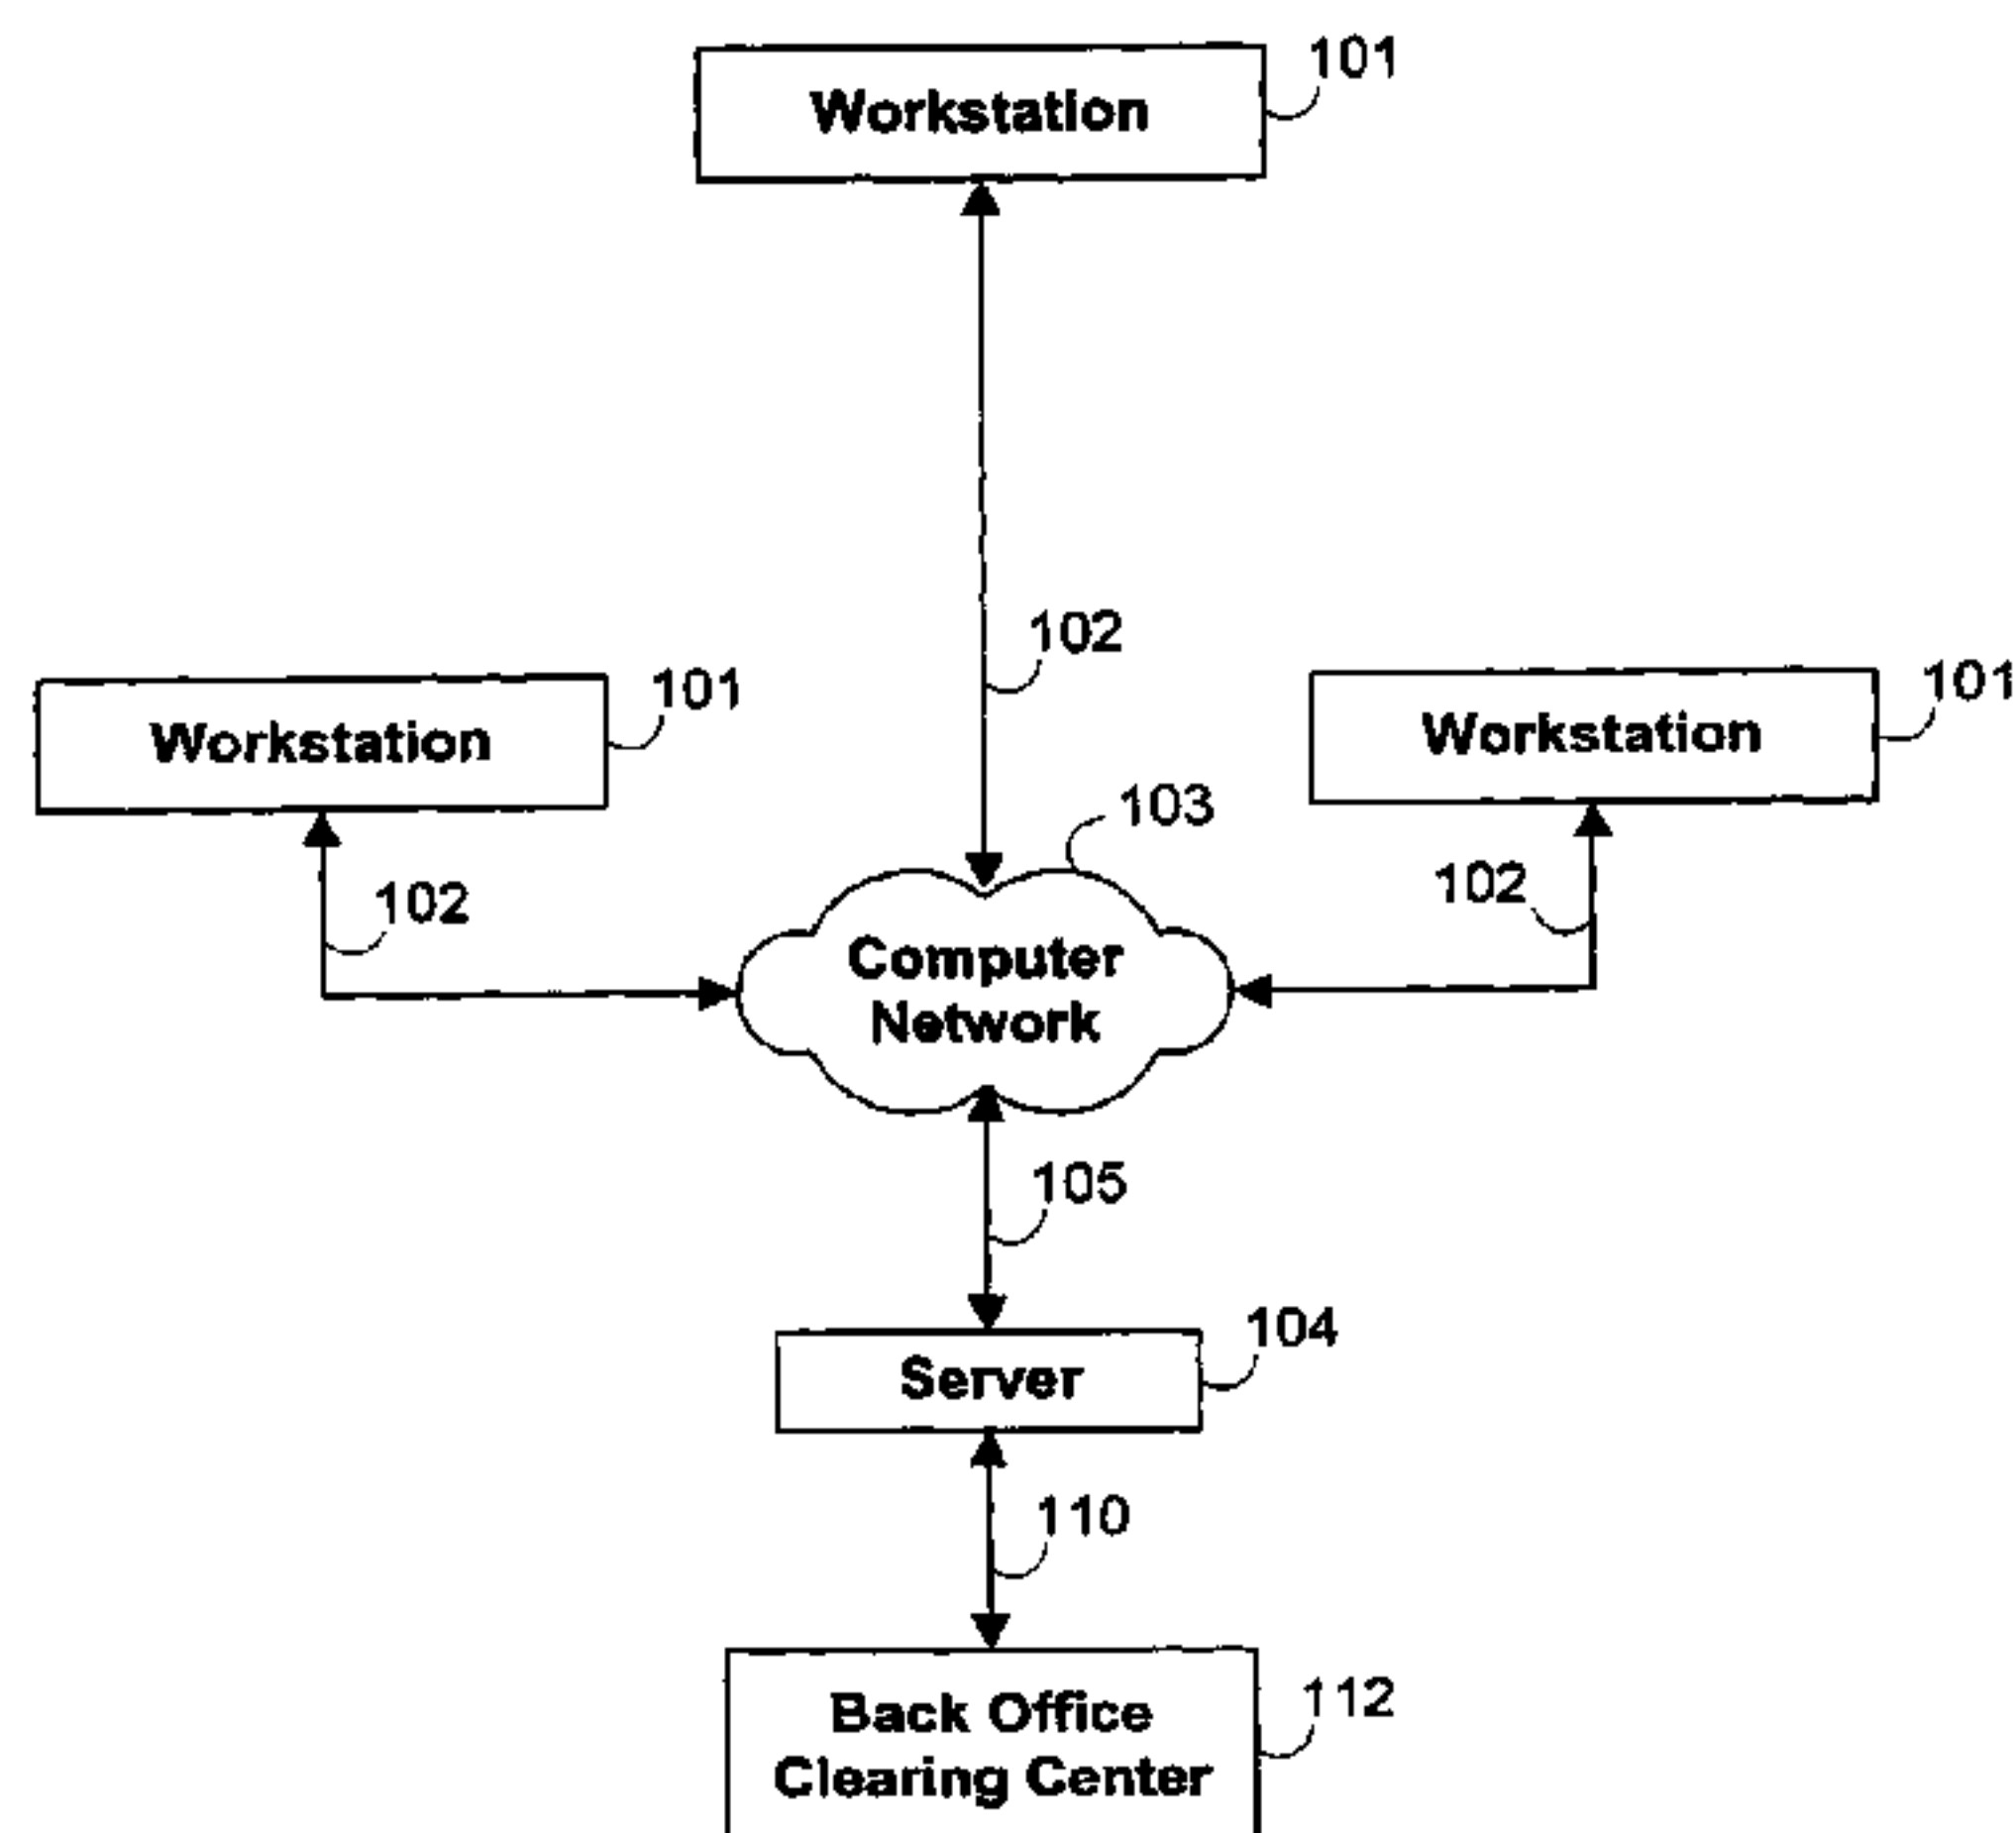 101
Workstation
102
101
Workstation
101
Workstation
103
102
102
Computer
Network
105
104
Server
110
112
Back Office
Clearing Center